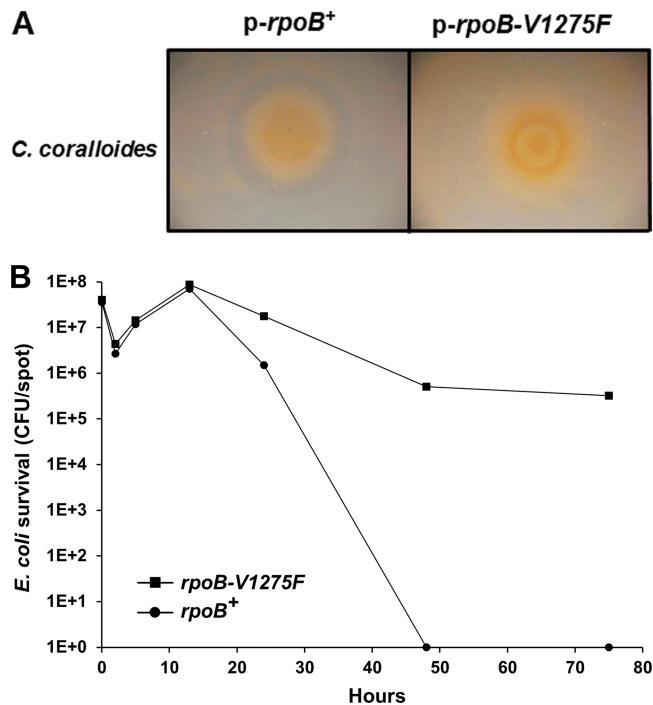 A
p-rpoB+
p-rpoB-V1275F
C. coralloides
B
E. coli survival (CFU/spot)
1E+8
1E+7
1E+6
1E+5
1E+4
1E+3
1E+2
1E+1
1E+0
rpoB-V1275F
rpoB+
0
10
20
30
40
50
60
70
80
Hours